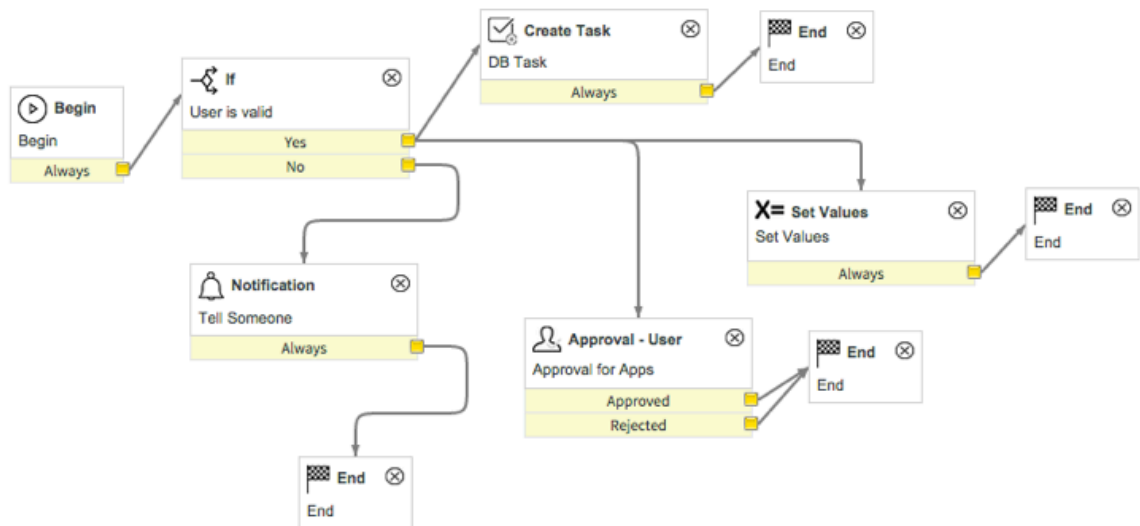 Begin
Begin
Always
If
User is valid
Yes
No
Create Task
DB Task
Always
End
End
X= Set Values
Set Values
Always
End
End
Notification
Tell Someone
Always
End
End
Approval - User
Approval for Apps
Approved
Rejected
End
End